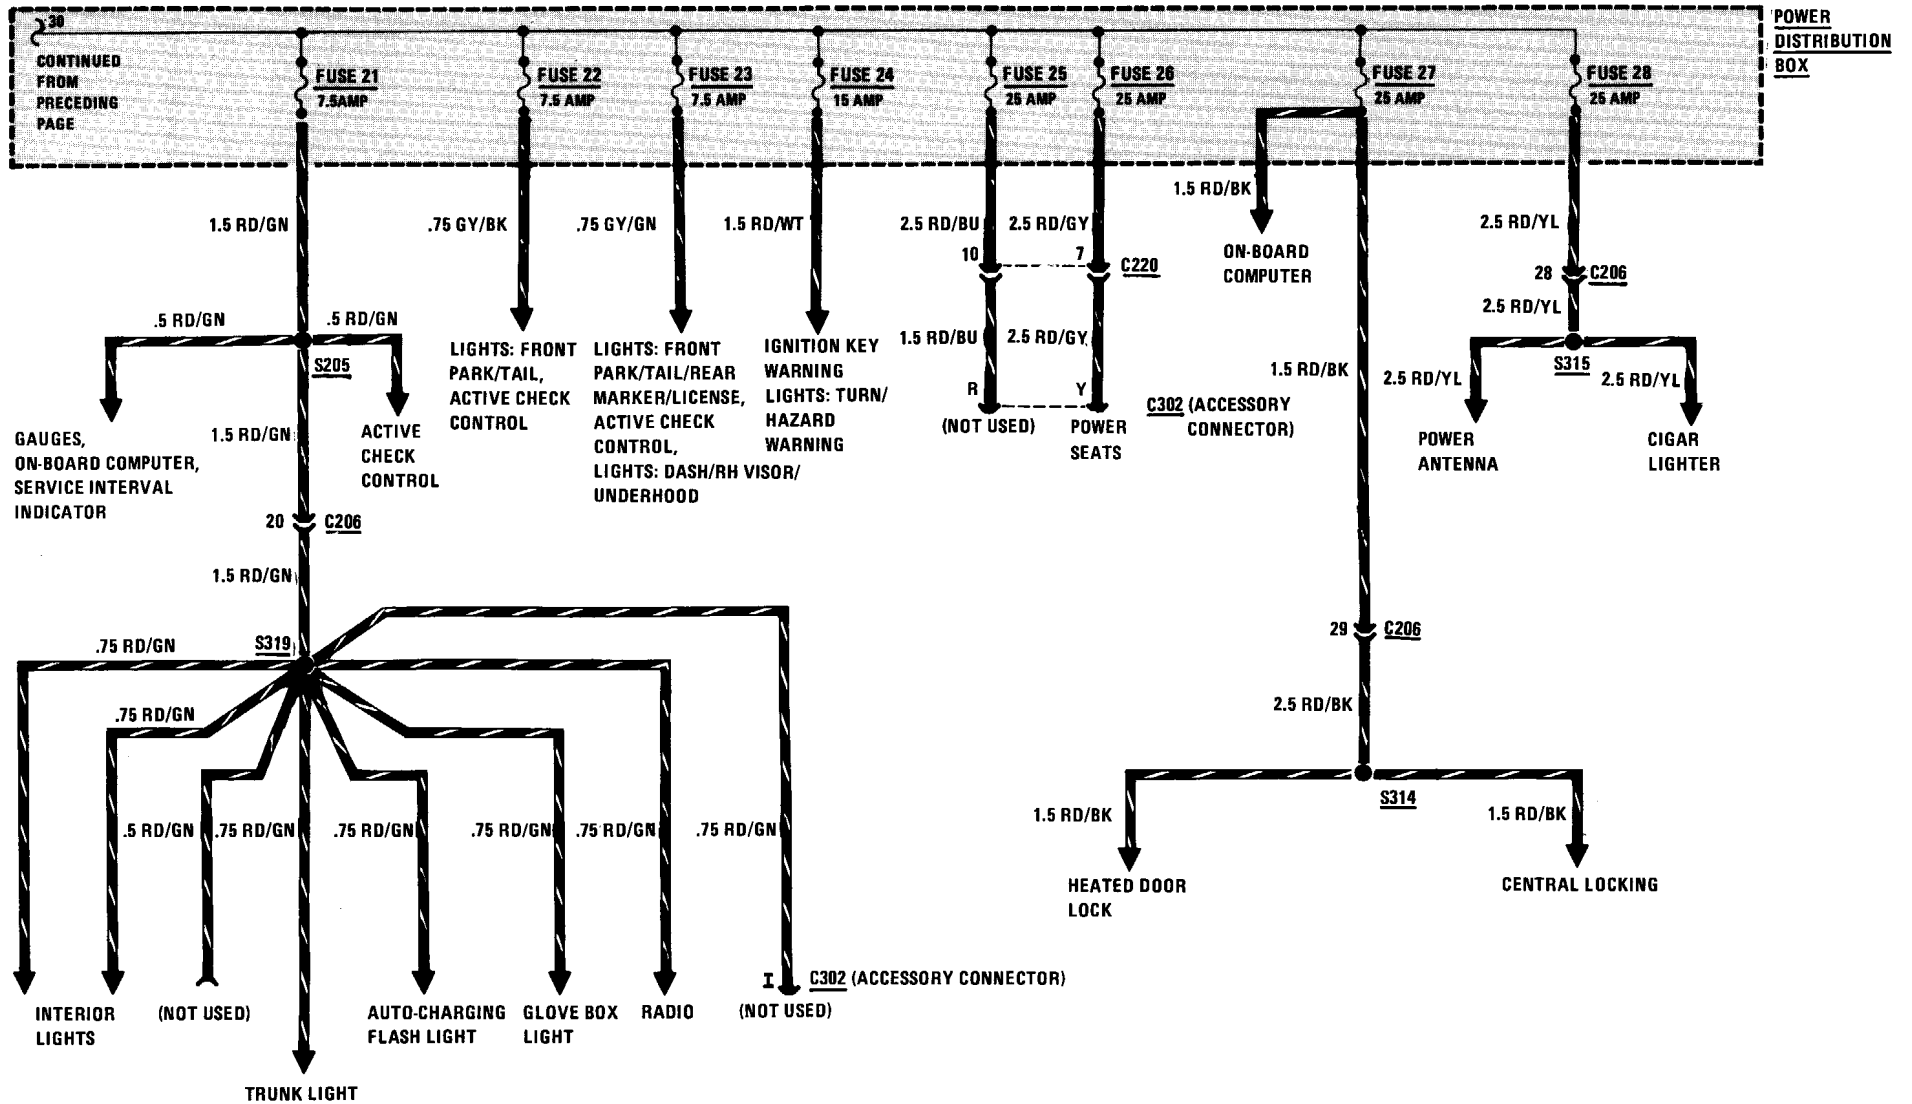 30
CONTINUED
FROM
PRECEDING
PAGE
POWER
DISTRIBUTION
BOX
FUSE 21
7.5AMP
FUSE 22
7.5 AMP
FUSE 23
7.5 AMP
FUSE 24
15 AMP
FUSE 25
25 AMP
FUSE 26
25 AMP
FUSE 27
25 AMP
FUSE 28
25 AMP
1.5 RD/GN
.75 GY/BK
.75 GY/GN
1.5 RD/WT
2.5 RD/BU
2.5 RD/GY
1.5 RD/BK
2.5 RD/YL
10
7
C220
ON-BOARD
COMPUTER
28
C206
2.5 RD/YL
.5 RD/GN
.5 RD/GN
S205
1.5 RD/BU
2.5 RD/GY
1.5 RD/BK
S315
2.5 RD/YL
2.5 RD/YL
LIGHTS: FRONT
PARK/TAIL,
ACTIVE CHECK
CONTROL
LIGHTS: FRONT
PARK/TAIL/REAR
MARKER/LICENSE,
ACTIVE CHECK
CONTROL,
LIGHTS: DASH/RH VISOR/
UNDERHOOD
IGNITION KEY
WARNING
LIGHTS: TURN/
HAZARD
WARNING
R
Y
C302 (ACCESSORY
CONNECTOR)
(NOT USED)
POWER
SEATS
POWER
ANTENNA
CIGAR
LIGHTER
GAUGES,
ON-BOARD COMPUTER,
SERVICE INTERVAL
INDICATOR
1.5 RD/GN
ACTIVE
CHECK
CONTROL
20
C206
1.5 RD/GN
29
C206
.75 RD/GN
S319
.75 RD/GN
2.5 RD/BK
S314
1.5 RD/BK
1.5 RD/BK
.5 RD/GN
.75 RD/GN
.75 RD/GN
.75 RD/GN
.75 RD/GN
.75 RD/GN
HEATED DOOR
LOCK
CENTRAL LOCKING
I
C302 (ACCESSORY CONNECTOR)
INTERIOR
LIGHTS
(NOT USED)
AUTO-CHARGING
FLASH LIGHT
GLOVE BOX
LIGHT
RADIO
(NOT USED)
TRUNK LIGHT